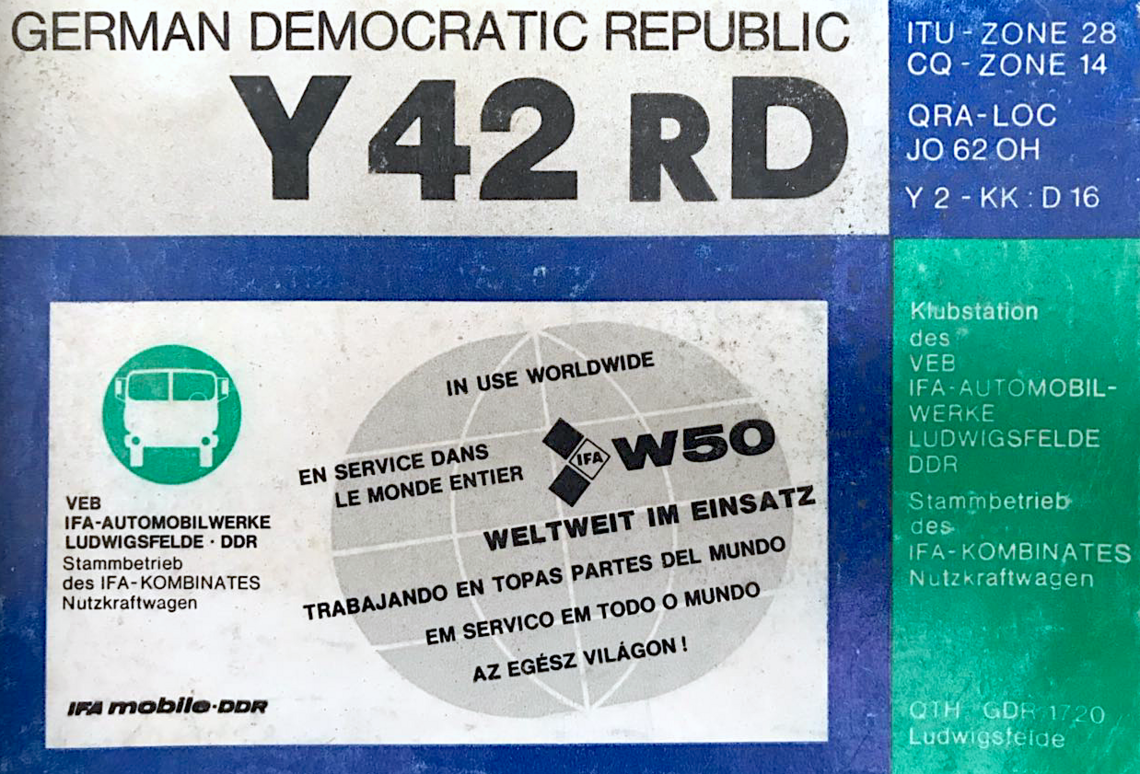 GERMAN DEMOCRATIC REPUBLIC
Y 42 RD
ITU - ZONE 28
CQ - ZONE 14
QRA - LOC
JO 62 OH
Y 2 - KK : D 16
IN USE WORLDWIDE
EN SERVICE DANS
LE MONDE ENTIER
IFA W50
WELTWEIT IM EINSATZ
TRABAJANDO EN TOPAS PARTES DEL MUNDO
EM SERVICO EM TODO O MUNDO
AZ EGÉSZ VILÁGON !
VEB
IFA-AUTOMOBILWERKE
LUDWIGSFELDE · DDR
Stammbetrieb
des IFA-KOMBINATES
Nutzkraftwagen
IFA mobile·DDR
Klubstation
des
VEB
IFA-AUTOMOBIL-
WERKE
LUDWIGSFELDE
DDR
Stammbetrieb
des
IFA-KOMBINATES
Nutzkraftwagen
QTH GDR 1720
Ludwigsfelde